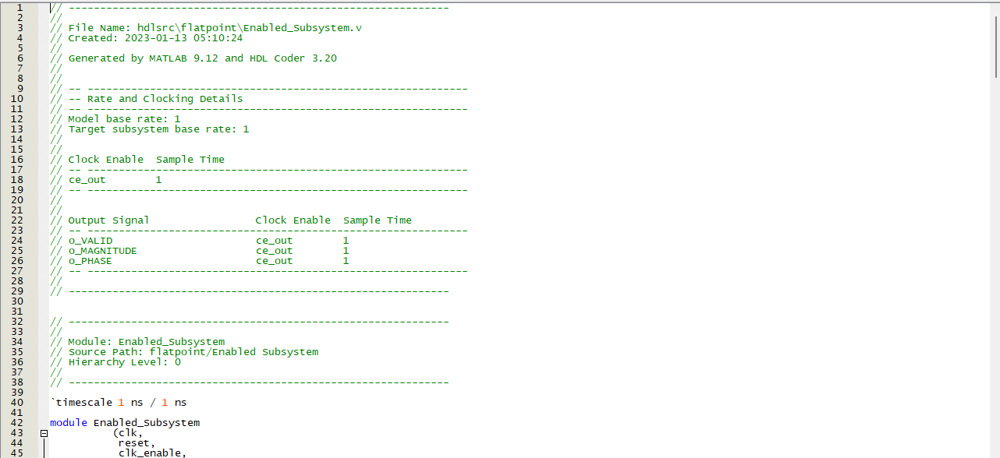 1 // -------------------------------------------------------------
2 //
3 // File Name: hdlsrc\flatpoint\Enabled_Subsystem.v
4 // Created: 2023-01-13 05:10:24
5 //
6 // Generated by MATLAB 9.12 and HDL Coder 3.20
7 //
8 //
9 // -- -------------------------------------------------------------
10 // -- Rate and Clocking Details
11 // -- -------------------------------------------------------------
12 // Model base rate: 1
13 // Target subsystem base rate: 1
14 //
15 //
16 // Clock Enable  Sample Time
17 // -- -------------------------------------------------------------
18 // ce_out        1
19 // -- -------------------------------------------------------------
20 //
21 //
22 // Output Signal                 Clock Enable  Sample Time
23 // -- -------------------------------------------------------------
24 // o_VALID                       ce_out        1
25 // o_MAGNITUDE                   ce_out        1
26 // o_PHASE                       ce_out        1
27 // -- -------------------------------------------------------------
28 //
29 // -------------------------------------------------------------
30
31
32 // -------------------------------------------------------------
33 //
34 // Module: Enabled_Subsystem
35 // Source Path: flatpoint/Enabled Subsystem
36 // Hierarchy Level: 0
37 //
38 // -------------------------------------------------------------
39
40 `timescale 1 ns / 1 ns
41
42 module Enabled_Subsystem
43           (clk,
44            reset,
45            clk_enable,